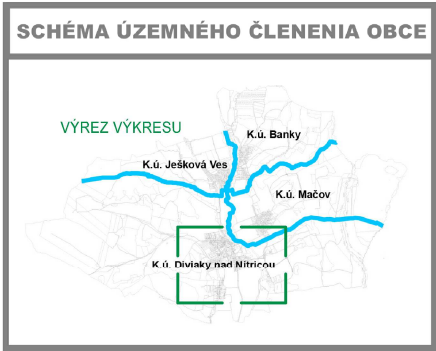 SCHÉMA ÚZEMNÉHO ČLENENIA OBCE
VÝREZ VÝKRESU
K.ú. Banky
K.ú. Ješková Ves
K.ú. Mačov
K.ú. Diviaky nad Nitricou